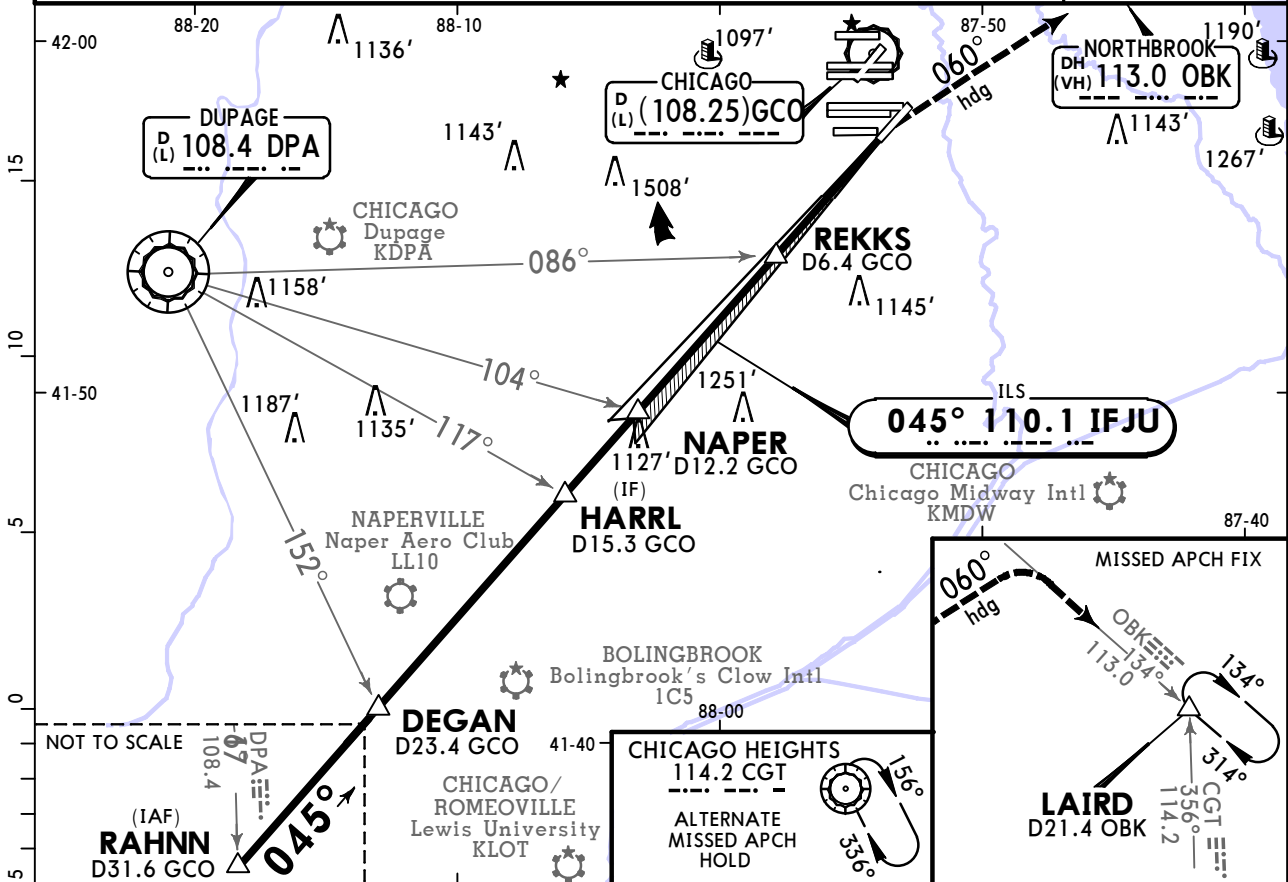 88-20
88-10
87-50
42-00
1136’
1097’
1190’
060°
hdg
NORTHBROOK
DH
(VH)
113.0 OBK
CHICAGO
D
(L)
(108.25)GCO
DUPAGE
D
(L)
108.4 DPA
1143’
1143’
1267’
15
1508’
CHICAGO
Dupage
KDPA
REKKS
D6.4 GCO
086°
1158’
1145’
10
104°
41-50
1251’
ILS
045° 110.1 IFJU
1187’
1135’
117°
1127’
NAPER
D12.2 GCO
CHICAGO
Chicago Midway Intl
KMDW
(IF)
HARRL
D15.3 GCO
NAPERVILLE
Naper Aero Club
LL10
87-40
5
152°
060°
hdg
MISSED APCH FIX
OBK
113.0
134°
134°
314°
BOLINGBROOK
Bolingbrook's Clow Intl
1C5
88-00
0
DEGAN
D23.4 GCO
NOT TO SCALE
DPA
108.4
41-40
CHICAGO HEIGHTS
114.2 CGT
156°
336°
ALTERNATE
MISSED APCH
HOLD
CHICAGO/
ROMEOVILLE
Lewis University
KLOT
(IAF)
RAHNN
D31.6 GCO
045°
LAIRD
D21.4 OBK
CGT
356°
114.2
5